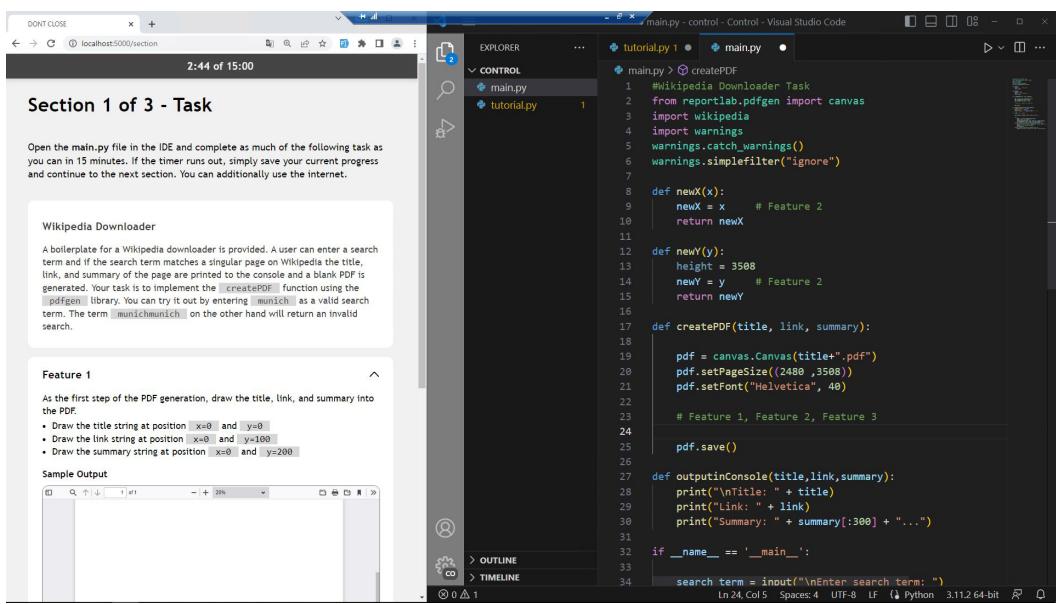 DONT CLOSE
localhost:5000/section
2:44 of 15:00
Section 1 of 3 - Task
Open the main.py file in the IDE and complete as much of the following task as
you can in 15 minutes. If the timer runs out, simply save your current progress
and continue to the next section. You can additionally use the internet.
Wikipedia Downloader
A boilerplate for a Wikipedia downloader is provided. A user can enter a search
term and if the search term matches a singular page on Wikipedia the title,
link, and summary of the page are printed to the console and a blank PDF is
generated. Your task is to implement the createPDF function using the
pdfgen library. You can try it out by entering munich as a valid search
term. The term munichmunich on the other hand will return an invalid
search.
Feature 1
As the first step of the PDF generation, draw the title, link, and summary into
the PDF.
• Draw the title string at position x=0 and y=0
• Draw the link string at position x=0 and y=100
• Draw the summary string at position x=0 and y=200
Sample Output
1 of 1
20%
main.py - control - Control - Visual Studio Code
EXPLORER
CONTROL
main.py
tutorial.py 1
OUTLINE
TIMELINE
tutorial.py 1
main.py
main.py > createPDF
1 #Wikipedia Downloader Task
2 from reportlab.pdfgen import canvas
3 import wikipedia
4 import warnings
5 warnings.catch_warnings()
6 warnings.simplefilter("ignore")
7
8 def newX(x):
9 newX = x # Feature 2
10 return newX
11
12 def newY(y):
13 height = 3508
14 newY = y # Feature 2
15 return newY
16
17 def createPDF(title, link, summary):
18
19 pdf = canvas.Canvas(title+".pdf")
20 pdf.setPageSize((2480 ,3508))
21 pdf.setFont("Helvetica", 40)
22
23 # Feature 1, Feature 2, Feature 3
24
25 pdf.save()
26
27 def outputinConsole(title,link,summary):
28 print("\nTitle: " + title)
29 print("Link: " + link)
30 print("Summary: " + summary[:300] + "...")
31
32 if __name__ == '__main__':
33
34 search_term = input("\nEnter search term: ")
2
CO
0 1
Ln 24, Col 5 Spaces: 4 UTF-8 LF Python 3.11.2 64-bit